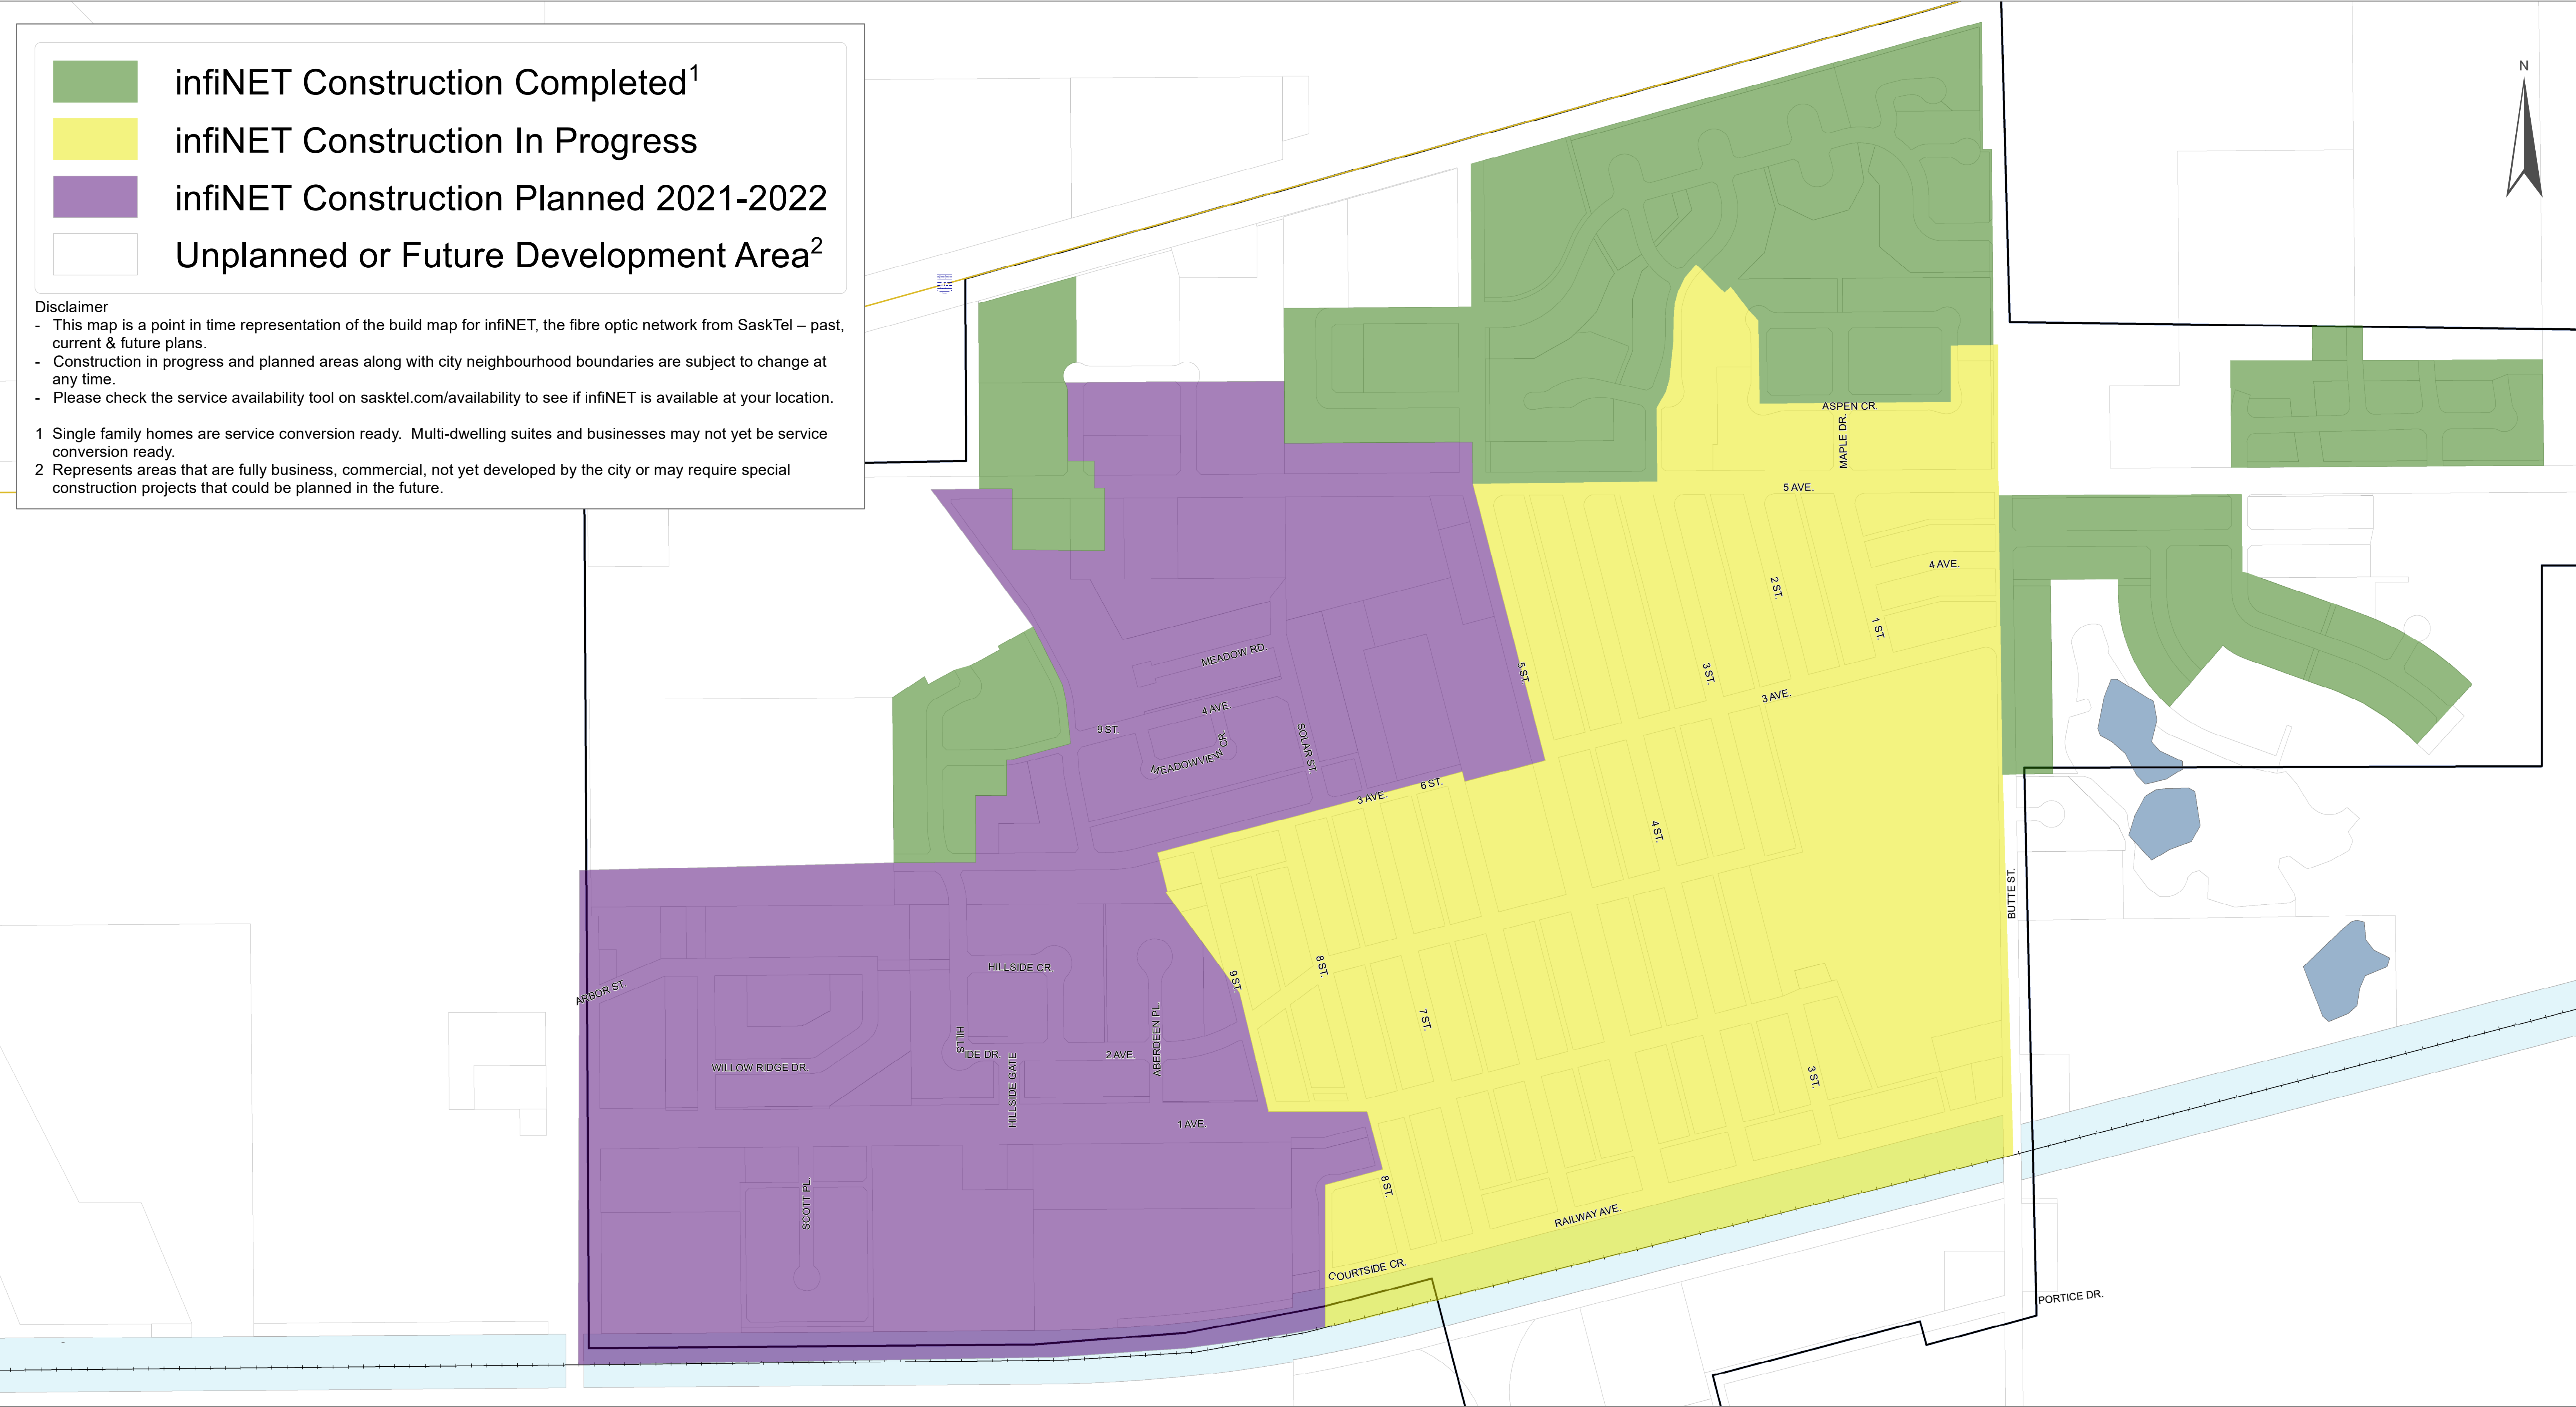 infiNET Construction Completed1
infiNET Construction In Progress
infiNET Construction Planned 2021-2022
Unplanned or Future Development Area2
Disclaimer
- This map is a point in time representation of the build map for infiNET, the fibre optic network from SaskTel – past,
current & future plans.
- Construction in progress and planned areas along with city neighbourhood boundaries are subject to change at
any time.
- Please check the service availability tool on sasktel.com/availability to see if infiNET is available at your location.
1 Single family homes are service conversion ready. Multi-dwelling suites and businesses may not yet be service
conversion ready.
2 Represents areas that are fully business, commercial, not yet developed by the city or may require special
construction projects that could be planned in the future.
N
ASPEN CR.
MAPLE DR.
5 AVE.
4 AVE.
2 ST.
1 ST.
MEADOW RD.
5 ST.
3 ST.
3 AVE.
4 AVE.
9 ST.
SOLAR ST.
MEADOWVIEW CR.
6 ST.
3 AVE.
4 ST.
BUTTE ST.
HILLSIDE CR.
8 ST.
9 ST.
ARBOR ST.
7 ST.
HILLS
IDE DR.
2 AVE.
ABERDEEN PL.
WILLOW RIDGE DR.
HILLSIDE GATE
3 ST.
1 AVE.
SCOTT PL.
8 ST.
RAILWAY AVE.
COURTSIDE CR.
PORTICE DR.